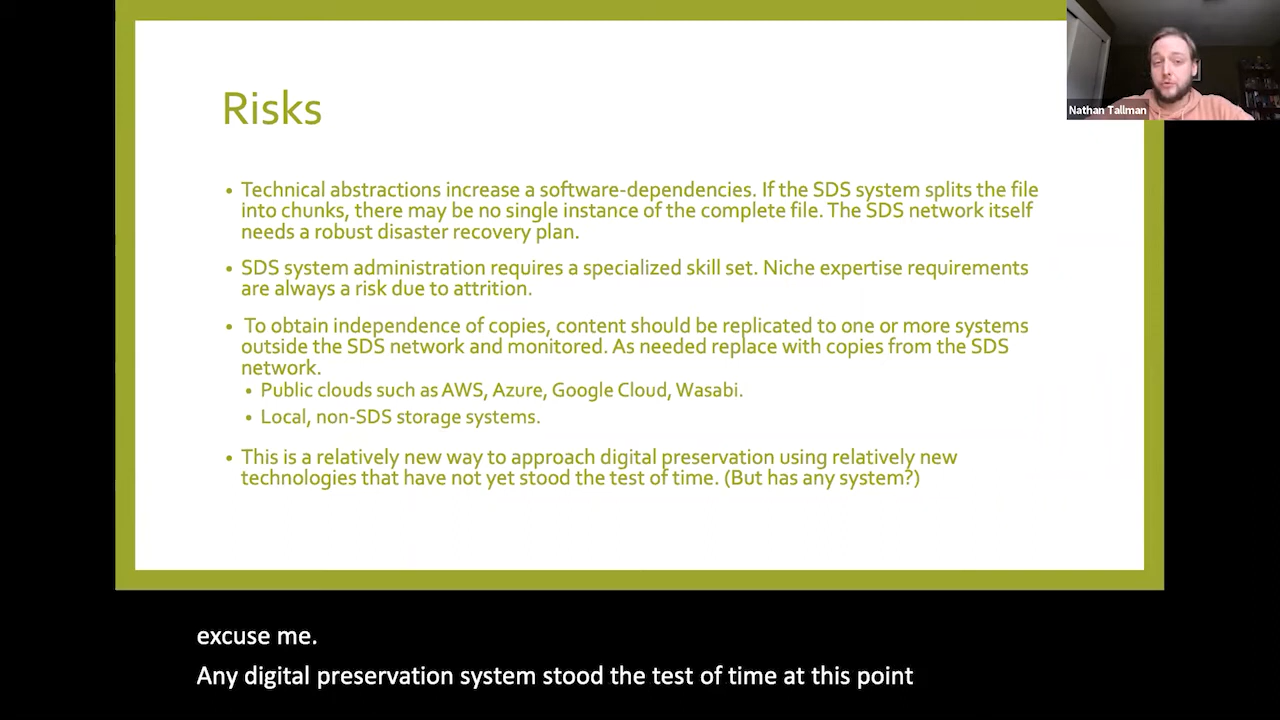 Risks
Nathan Tallman
• Technical abstractions increase a software-dependencies. If the SDS system splits the file
into chunks, there may be no single instance of the complete file. The SDS network itself
needs a robust disaster recovery plan.
• SDS system administration requires a specialized skill set. Niche expertise requirements
are always a risk due to attrition.
• To obtain independence of copies, content should be replicated to one or more systems
outside the SDS network and monitored. As needed replace with copies from the SDS
network.
• Public clouds such as AWS, Azure, Google Cloud, Wasabi.
• Local, non-SDS storage systems.
• This is a relatively new way to approach digital preservation using relatively new
technologies that have not yet stood the test of time. (But has any system?)
excuse me.
Any digital preservation system stood the test of time at this point